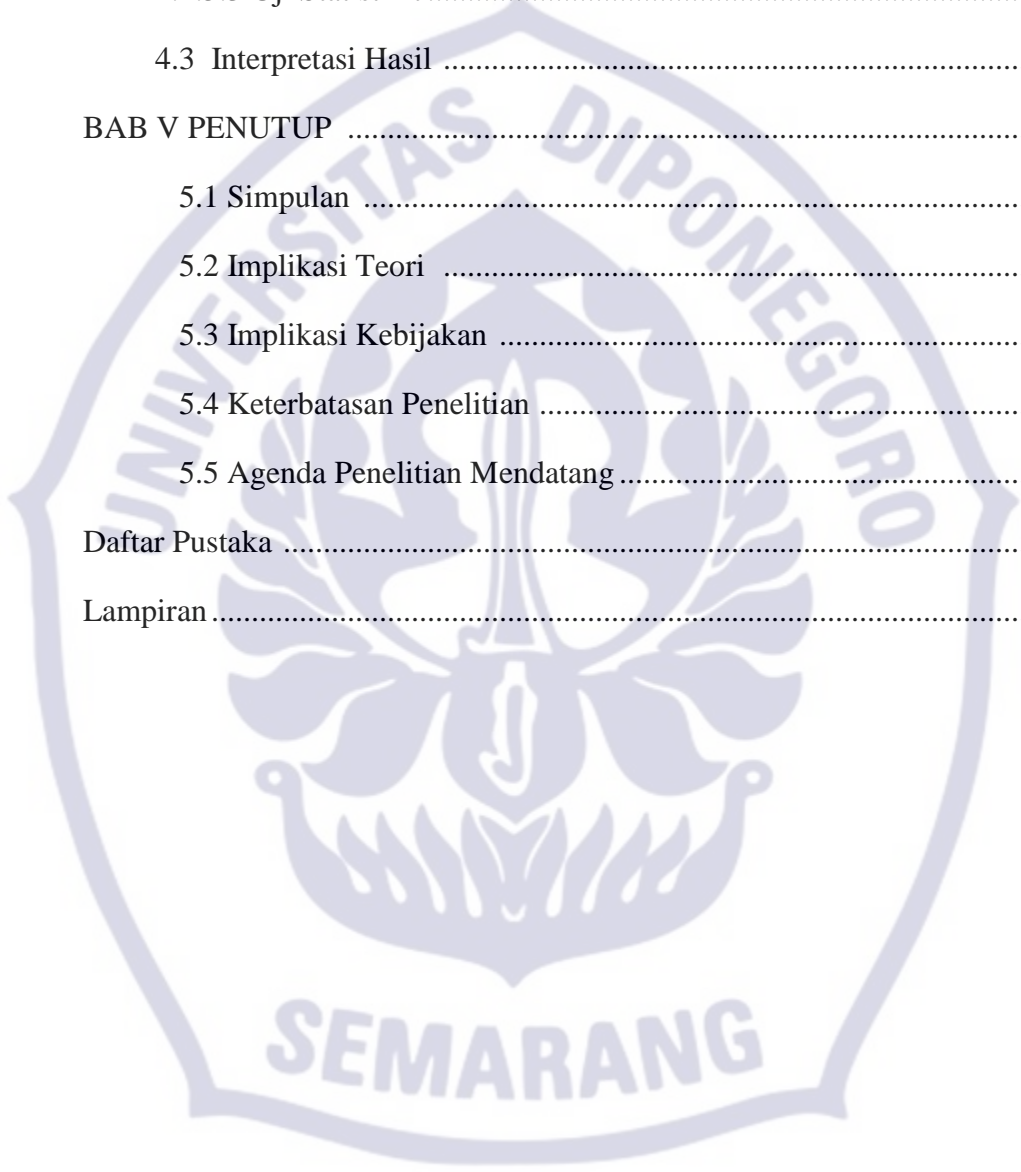 4.3 Interpretasi Hasil ........................................................................
BAB V PENUTUP ........................................................................
5.1 Simpulan ........................................................................
5.2 Implikasi Teori ........................................................................
5.3 Implikasi Kebijakan ........................................................................
5.4 Keterbatasan Penelitian ........................................................................
5.5 Agenda Penelitian Mendatang ........................................................................
Daftar Pustaka ........................................................................
Lampiran ........................................................................
UNIVERSITAS DIPONEGORO
SEMARANG